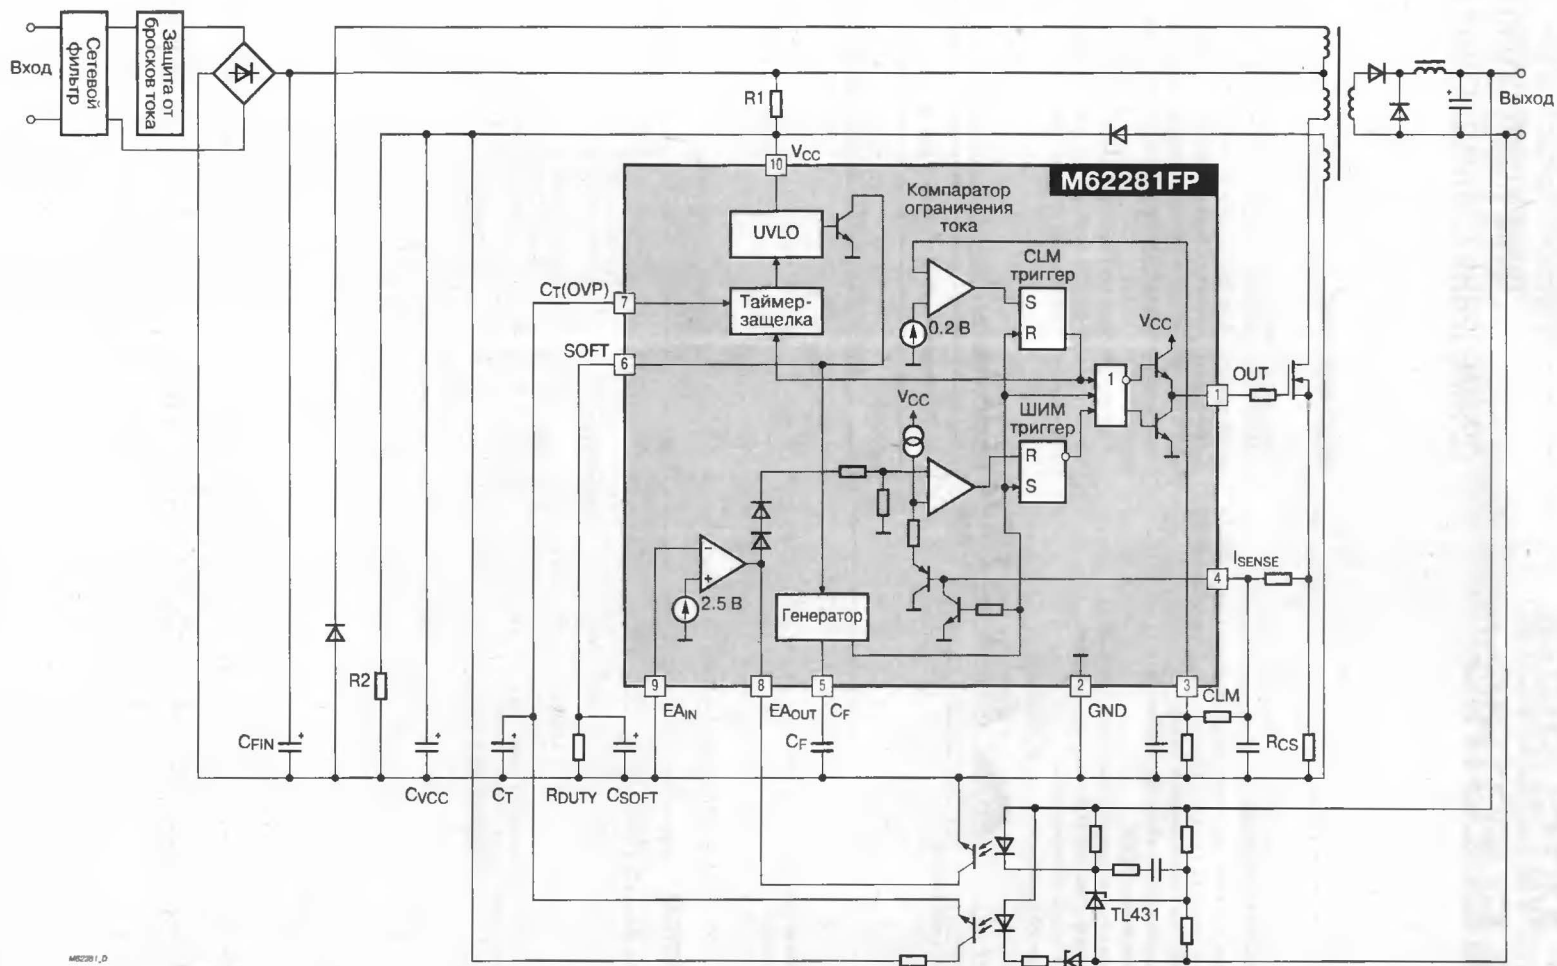 Вход
Сетевой
фильтр
Защита от
бросков тока
R1
Выход
10
VCC
M62281FP
Компаратор
ограничения
тока
UVLO
CLM
триггер
CT(OVP)
7
Таймер-
защелка
S
R
0.2 В
VCC
SOFT
6
1
OUT
1
VCC
ШИМ
триггер
R
S
ISENSE
4
2.5 В
Генератор
R2
9
8
5
2
3
CLM
EAIN
EAOUT
CF
GND
CFIN
CF
RCS
CVCC
CT
RDUTY
CSOFT
TL431
M62281_D